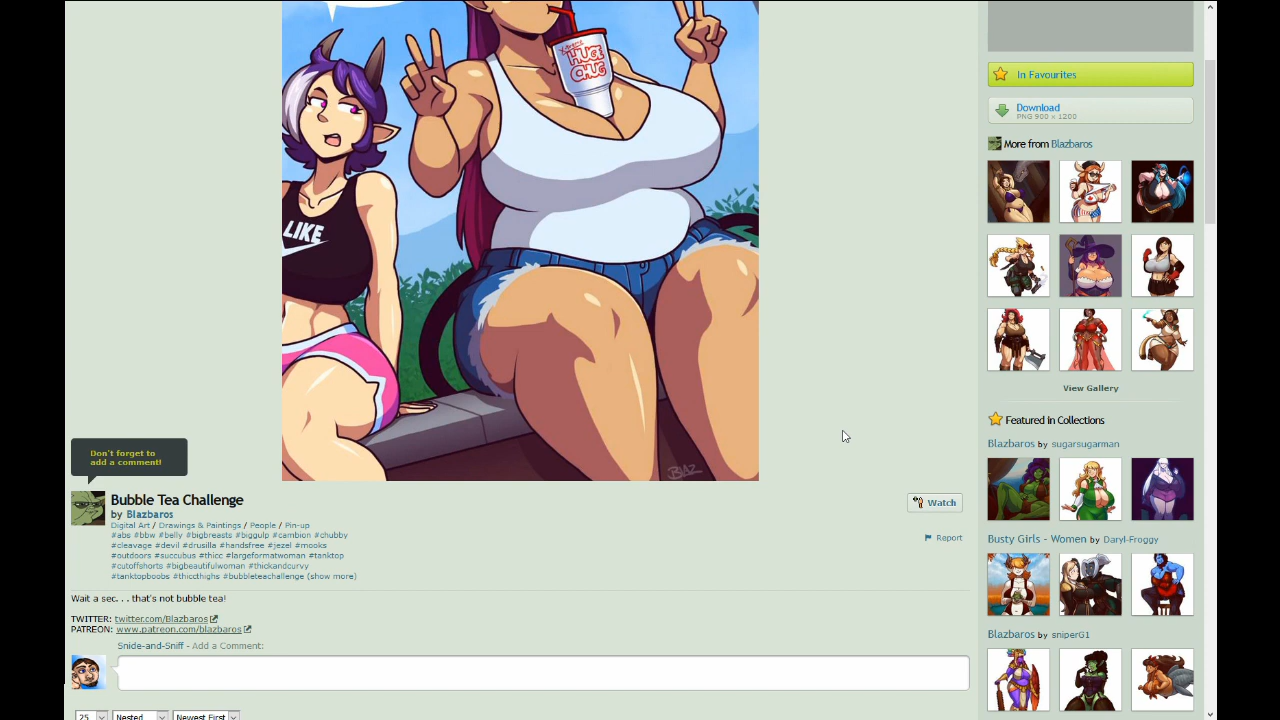 X-treme
HUGE
CHUG
LIKE
BLAZ
In Favourites
Download
PNG 900 × 1200
More from Blazbaros
View Gallery
Featured in Collections
Blazbaros by sugarsugarman
Busty Girls - Women by Daryl-Froggy
Blazbaros by sniperG1
Don't forget to
add a comment!
Bubble Tea Challenge
by Blazbaros
Digital Art / Drawings & Paintings / People / Pin-up
#abs #bbw #belly #bigbreasts #biggulp #cambion #chubby
#cleavage #devil #drusilla #handsfree #jezel #mooks
#outdoors #succubus #thicc #largeformatwoman #tanktop
#cutoffshorts #bigbeautifulwoman #thickandcurvy
#tanktopboobs #thiccthighs #bubbleteachallenge (show more)
Watch
Report
Wait a sec. . . that's not bubble tea!
TWITTER: twitter.com/Blazbaros
PATREON: www.patreon.com/blazbaros
Snide-and-Sniff - Add a Comment:
25 Nested Newest First